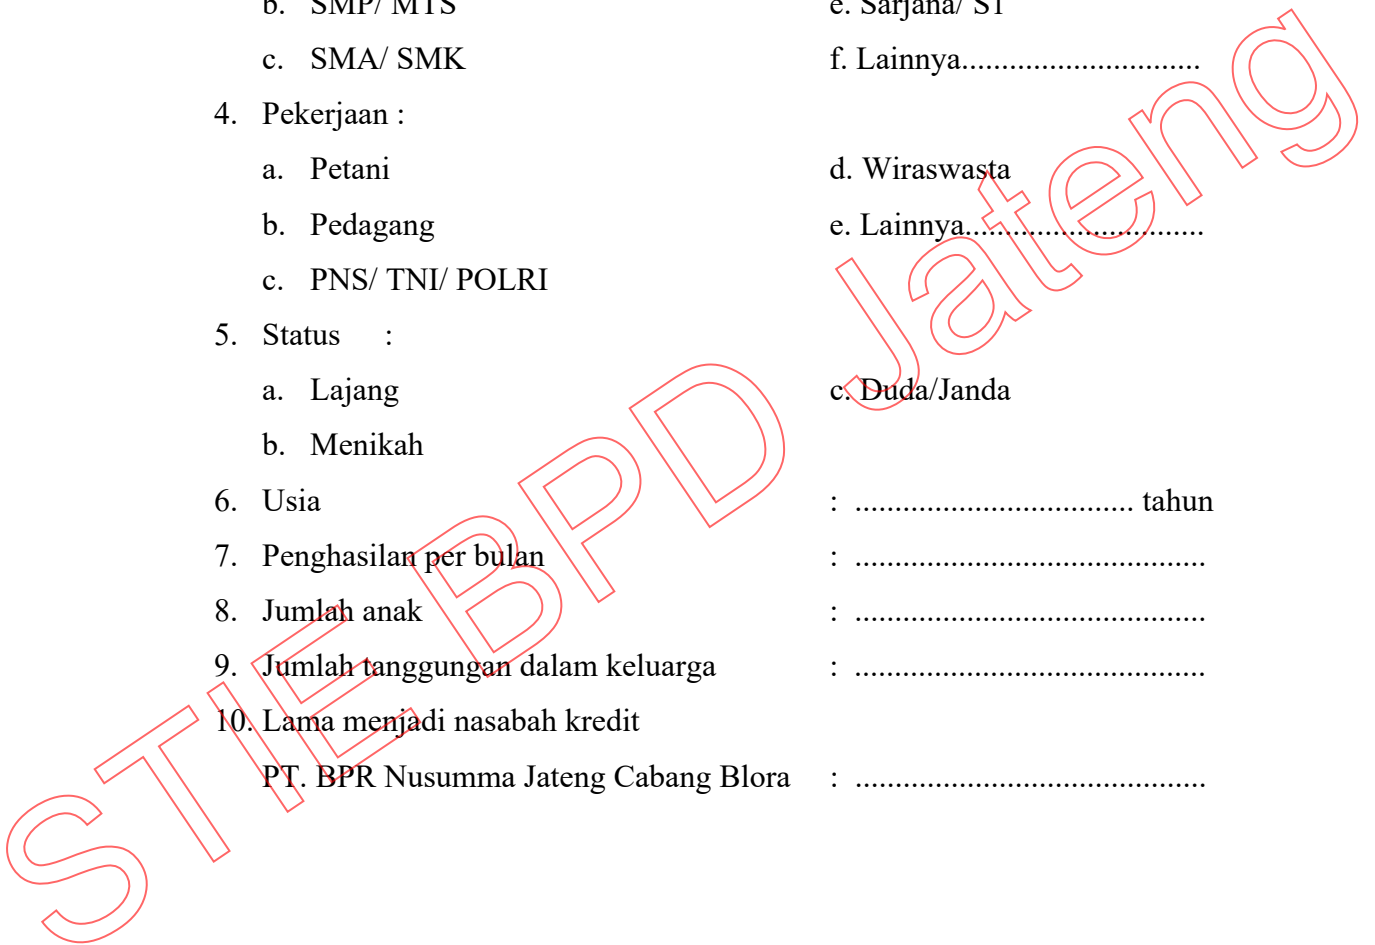 b. SMP/ MTS e. Sarjana/ S1
c. SMA/ SMK f. Lainnya..............................
4. Pekerjaan :
a. Petani d. Wiraswasta
b. Pedagang e. Lainnya..............................
c. PNS/ TNI/ POLRI
5. Status :
a. Lajang c. Duda/Janda
b. Menikah
6. Usia : ................................... tahun
7. Penghasilan per bulan : ............................................
8. Jumlah anak : ............................................
9. Jumlah tanggungan dalam keluarga : ............................................
10. Lama menjadi nasabah kredit
PT. BPR Nusumma Jateng Cabang Blora : ............................................
STIE BPD Jateng